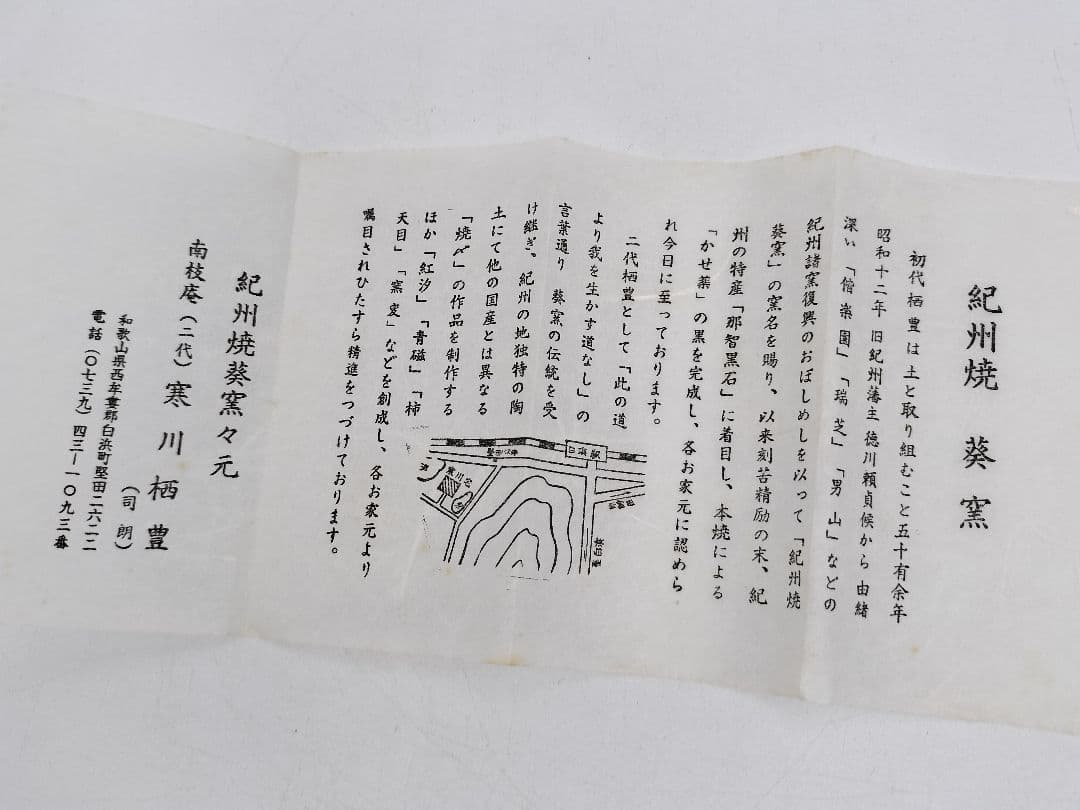 紀州焼 葵窯
初代栖豊は土と取り組むこと五十有余年
昭和十二年 旧紀州藩主 徳川頼貞候から 由緒
深い「偕楽園」「瑞芝」「男山」などの
紀州諸窯復興のおぼしめしを以って「紀州焼
葵窯」の窯名を賜り、以来刻苦精励の末、紀
州の特産「那智黒石」に着目し、本焼による
「かせ薬」の黒を完成し、各お家元に認めら
れ今日に至っております。
二代栖豊として「此の道
より我を生かす道なし」の
言葉通り 葵窯の伝統を受
け継ぎ、紀州の地独特の陶
土にて他の国産とは異なる
「焼〆」の作品を制作する
ほか「紅汐」「青磁」「柿
天目」「窯変」などを創成し、各お家元より
嘱目されひたすら精進をつづけております。
白浜駅
寒川宅
紀州焼葵窯々元
南枝庵(二代)寒川栖豊
(司朗)
和歌山県西牟婁郡白浜町堅田二六二二
電話(〇七三九)四三―一〇九三番